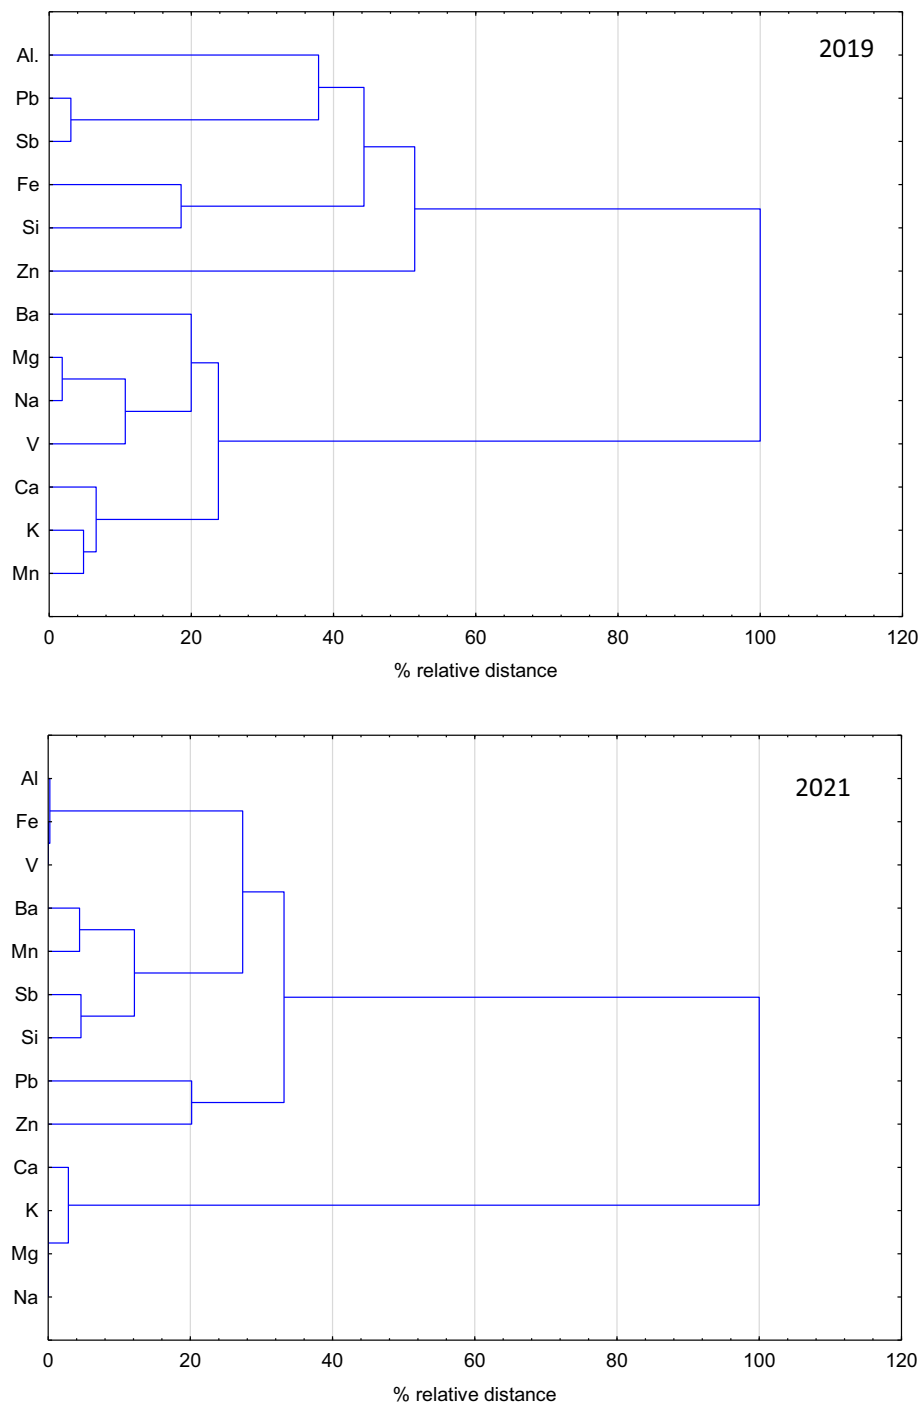 2019
Al.
Pb
Sb
Fe
Si
Zn
Ba
Mg
Na
V
Ca
K
Mn
0 20 40 60 80 100 120
% relative distance
2021
Al
Fe
V
Ba
Mn
Sb
Si
Pb
Zn
Ca
K
Mg
Na
0 20 40 60 80 100 120
% relative distance